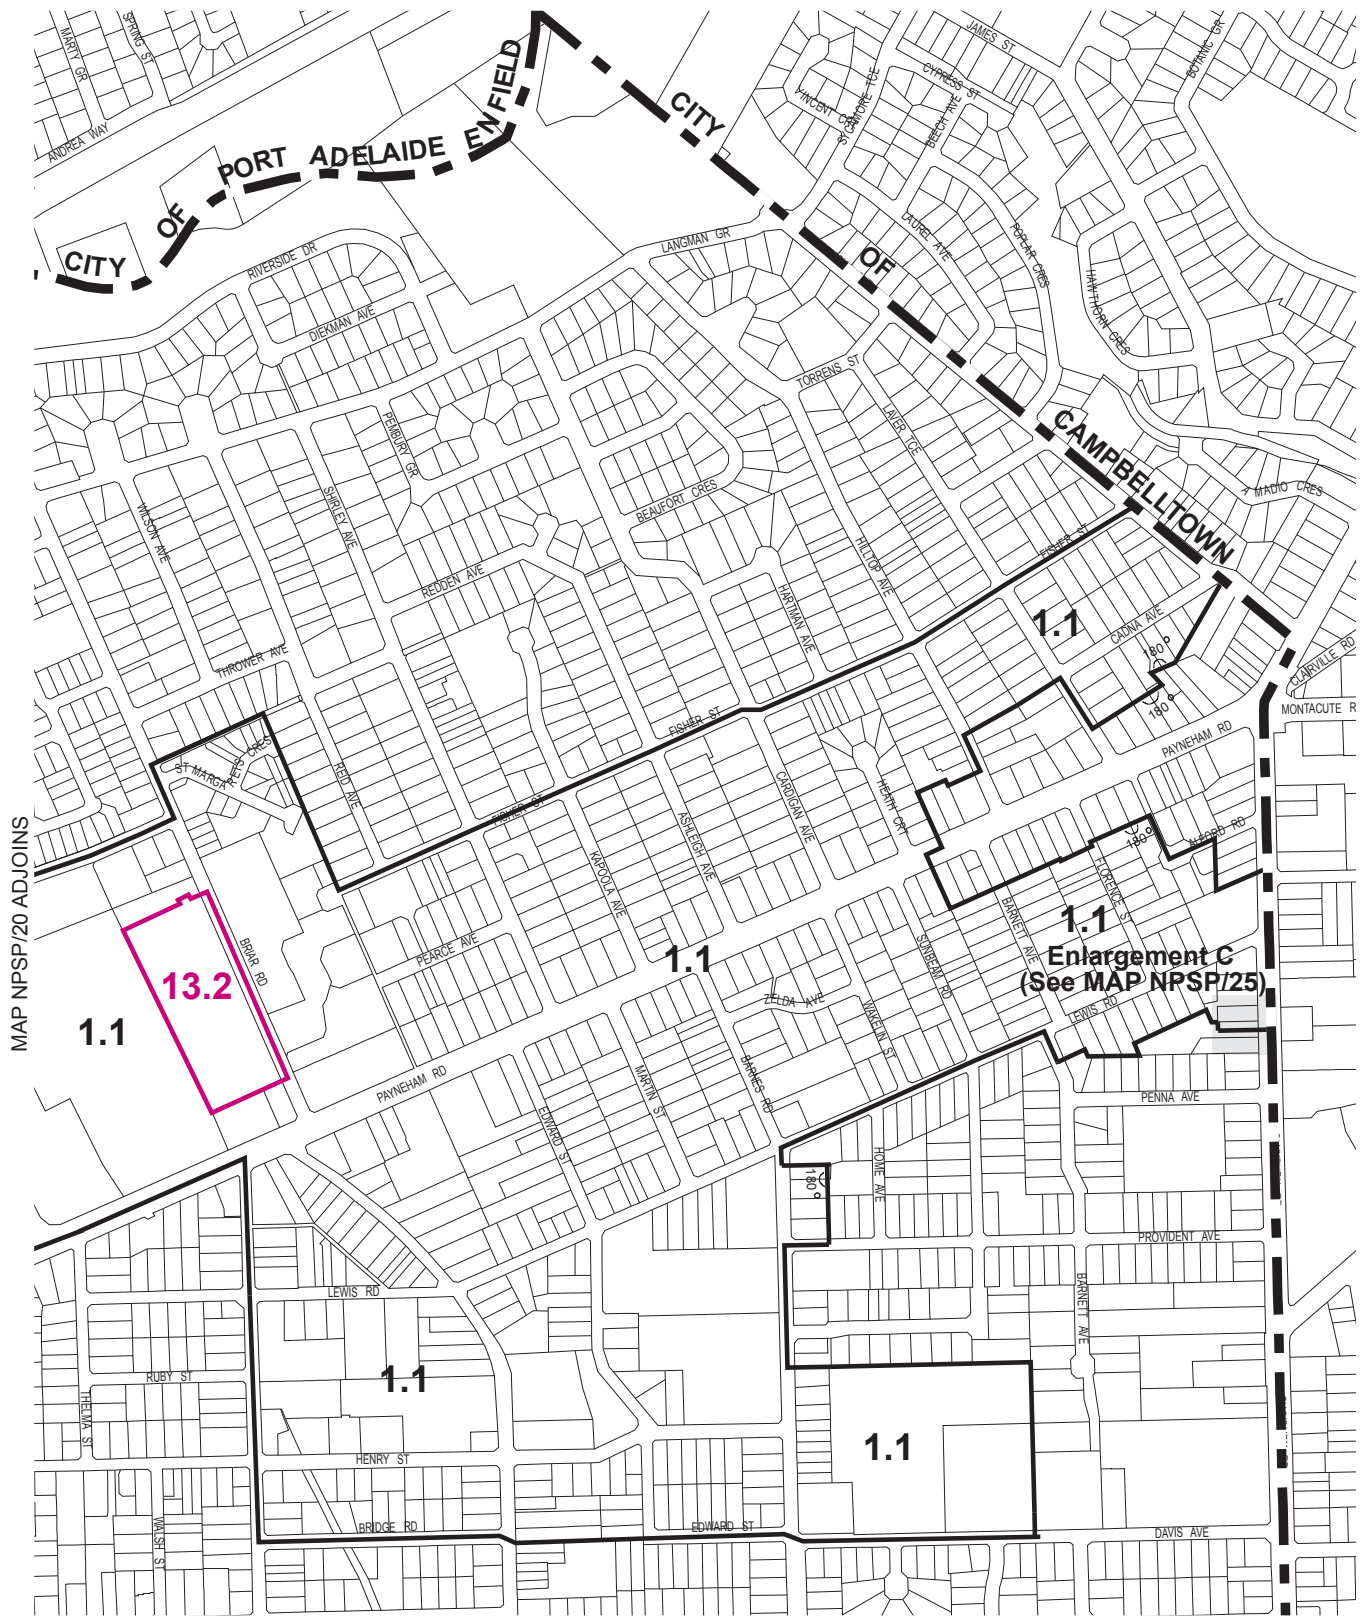 MARTY GR
SPRING ST
ANDREA WAY
CITY OF PORT ADELAIDE ENFIELD
CITY OF CAMPBELLTOWN
JAMES ST
BOTANIC GR
CYPRESS ST
VINCENT
SYCAMORE TCE
BEECH AVE
LAUREL AVE
POPLAR CRES
HAWTHORN CRES
LANGMAN GR
RIVERSIDE DR
DIEKMAN AVE
TORRENS ST
LAVER TCE
PEMBURY GR
BEAUFORT CRES
AMADIO CRES
WILSON AVE
SHIRLEY AVE
HILLTOP AVE
FISHER ST
REDDEN AVE
HARTMAN AVE
1.1
CADNA AVE
180°
180°
CLAIRVILLE RD
THROWER AVE
MONTACUTE R
FISHER ST
PAYNEHAM RD
ST MARGARETS CRES
REID AVE
CARDIGAN AVE
HEATH CRT
FISHER ST
ASHLEIGH AVE
180°
ALFORD RD
MAP NPSP/20 ADJOINS
KAPOOLA AVE
FLORENCE ST
BARNETT AVE
1.1
Enlargement C
(See MAP NPSP/25)
BRIAR RD
PEARCE AVE
SUNBEAM RD
1.1
13.2
ZELDA AVE
LEWIS RD
WAKELIN ST
1.1
PAYNEHAM RD
MARTIN ST
BARNES RD
PENNA AVE
EDWARD ST
HOME AVE
180°
PROVIDENT AVE
LEWIS RD
BARNETT AVE
RUBY ST
1.1
THELMA ST
1.1
HENRY ST
WALSH ST
BRIDGE RD
EDWARD ST
DAVIS AVE